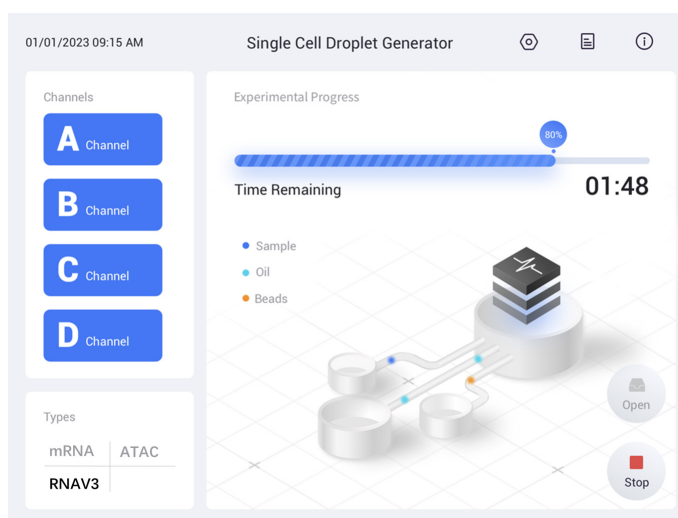 01/01/2023 09:15 AM
Single Cell Droplet Generator
Channels
A Channel
B Channel
C Channel
D Channel
Types
mRNA ATAC
RNAV3
Experimental Progress
80%
Time Remaining 01:48
Sample
Oil
Beads
Open
Stop